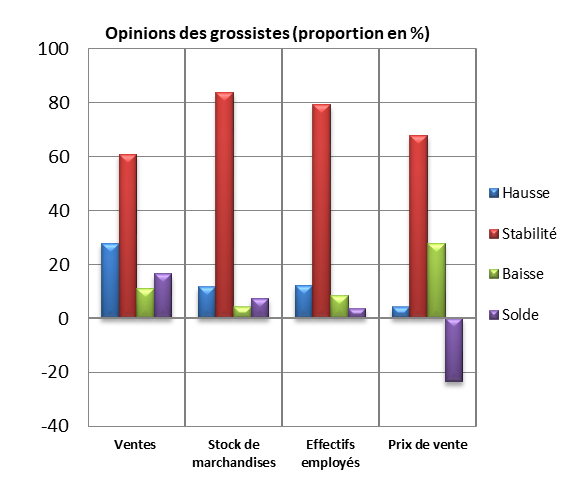 Opinions des grossistes (proportion en %)
100
80
60
40
20
0
-20
-40
Ventes
Stock de
marchandises
Effectifs
employés
Prix de vente
Hausse
Stabilité
Baisse
Solde